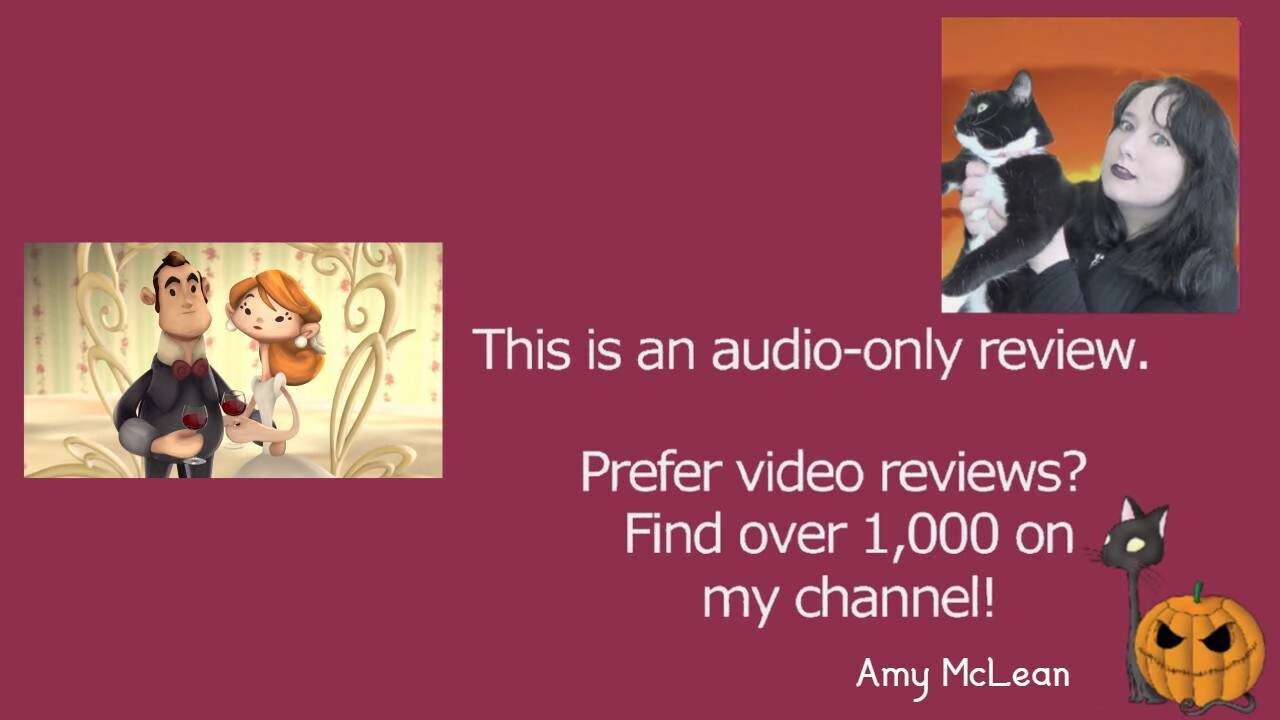 This is an audio-only review.
Prefer video reviews?
Find over 1,000 on
my channel!
Amy McLean